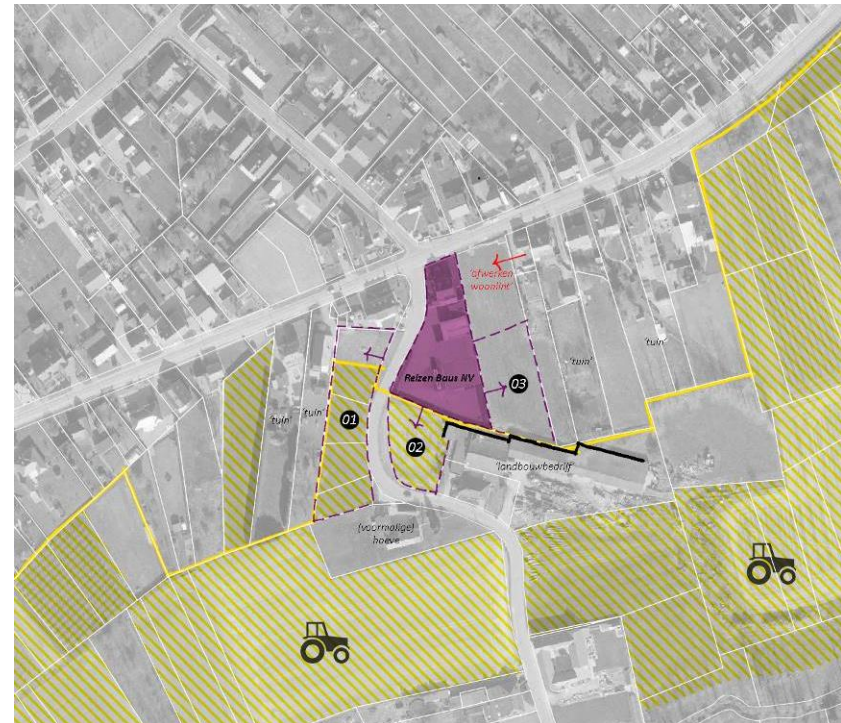 'afwerken
woonlint'
Reizen Baus NV
03
'tuin'
'tuin'
'tuin'
'tuin'
01
02
'landbouwbedrijf'
(voormalige)
hoeve